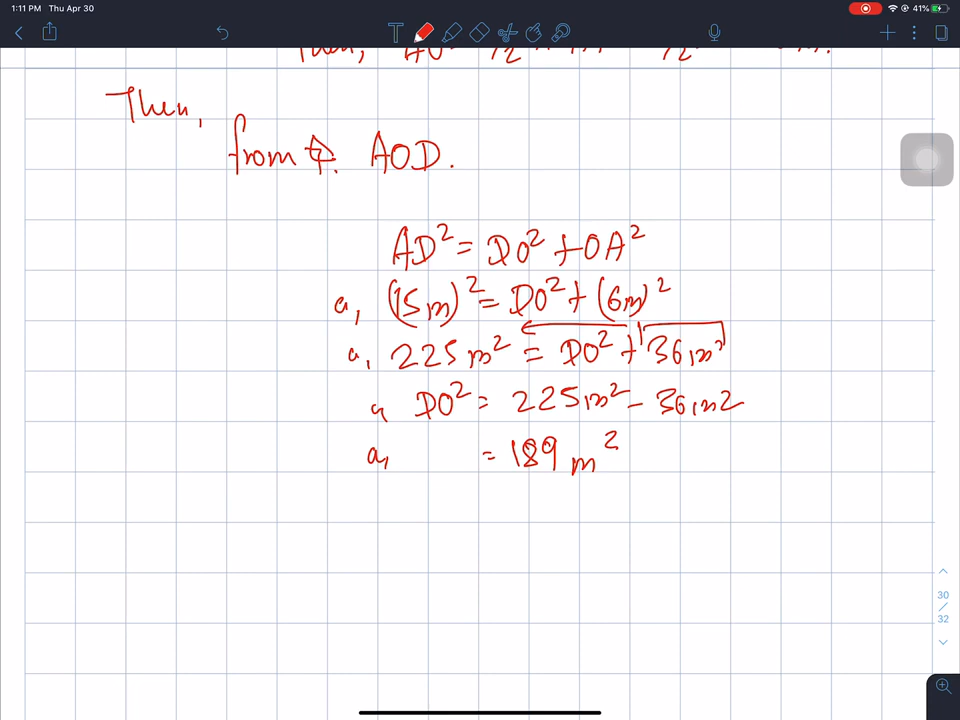 1:11 PM Thu Apr 30
41%
Then,
from AOD.
AD² = DO² + OA²
a, (15m)² = DO² + (6m)²
a, 225m² = DO² + 36m²
a, DO² = 225m² - 36m2
a, = 189 m²
30
/
32